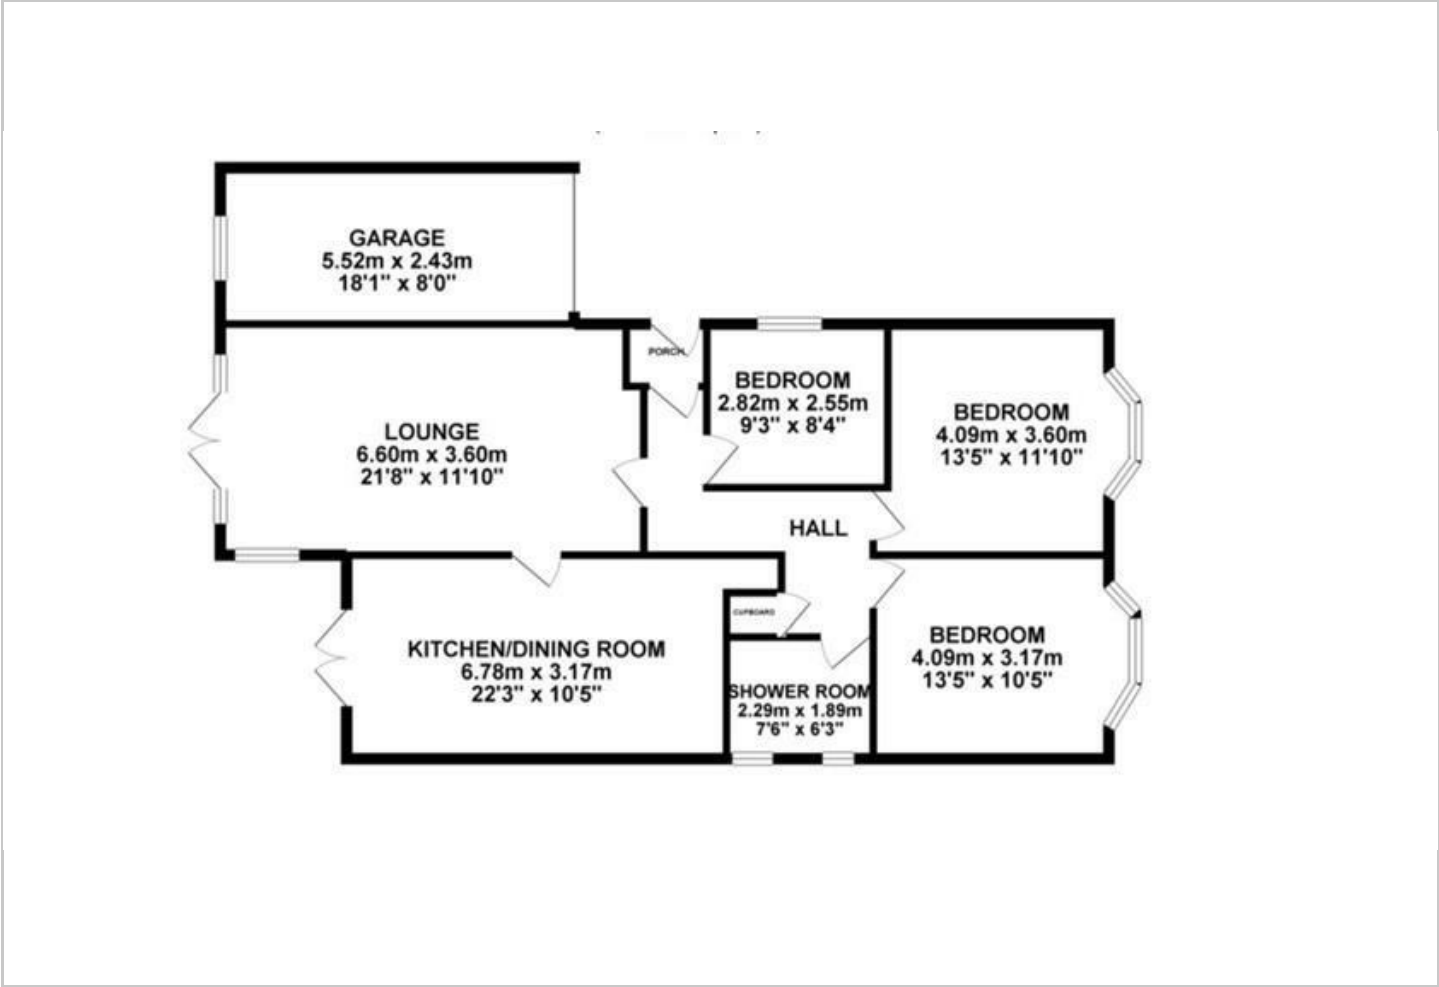 GARAGE
5.52m x 2.43m
18'1" x 8'0"
PORCH
BEDROOM
2.82m x 2.55m
9'3" x 8'4"
BEDROOM
4.09m x 3.60m
13'5" x 11'10"
LOUNGE
6.60m x 3.60m
21'8" x 11'10"
HALL
CUPBOARD
KITCHEN/DINING ROOM
6.78m x 3.17m
22'3" x 10'5"
BEDROOM
4.09m x 3.17m
13'5" x 10'5"
SHOWER ROOM
2.29m x 1.89m
7'6" x 6'3"